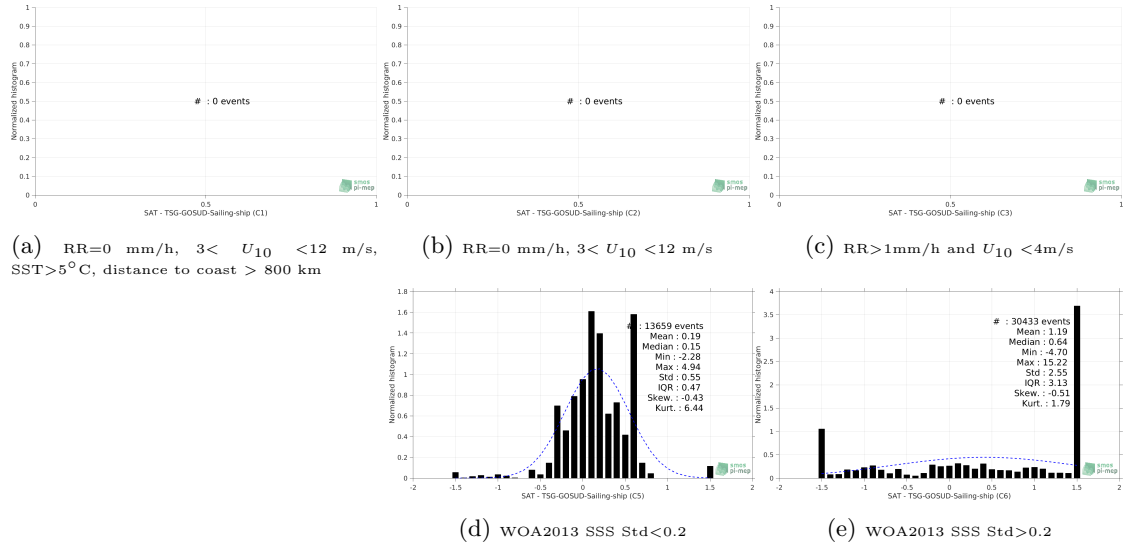 1
0.9
0.8
0.7
0.6
0.5
0.4
0.3
0.2
0.1
0
Normalized histogram
# : 0 events
smos
pi-mep
0 0.5 1
SAT - TSG-GOSUD-Sailing-ship (C1)
1
0.9
0.8
0.7
0.6
0.5
0.4
0.3
0.2
0.1
0
Normalized histogram
# : 0 events
smos
pi-mep
0 0.5 1
SAT - TSG-GOSUD-Sailing-ship (C2)
1
0.9
0.8
0.7
0.6
0.5
0.4
0.3
0.2
0.1
0
Normalized histogram
# : 0 events
smos
pi-mep
0 0.5 1
SAT - TSG-GOSUD-Sailing-ship (C3)
(a) RR=0 mm/h, 3< U10 <12 m/s,
SST>5°C, distance to coast > 800 km
(b) RR=0 mm/h, 3< U10 <12 m/s
(c) RR>1mm/h and U10 <4m/s
1.8
1.6
1.4
1.2
1
0.8
0.6
0.4
0.2
0
Normalized histogram
# : 13659 events
Mean : 0.19
Median : 0.15
Min : -2.28
Max : 4.94
Std : 0.55
IQR : 0.47
Skew. : -0.43
Kurt. : 6.44
smos
pi-mep
-2 -1.5 -1 -0.5 0 0.5 1 1.5 2
SAT - TSG-GOSUD-Sailing-ship (C5)
4
3.5
3
2.5
2
1.5
1
0.5
0
Normalized histogram
# : 30433 events
Mean : 1.19
Median : 0.64
Min : -4.70
Max : 15.22
Std : 2.55
IQR : 3.13
Skew. : -0.51
Kurt. : 1.79
smos
pi-mep
-2 -1.5 -1 -0.5 0 0.5 1 1.5 2
SAT - TSG-GOSUD-Sailing-ship (C6)
(d) WOA2013 SSS Std<0.2
(e) WOA2013 SSS Std>0.2